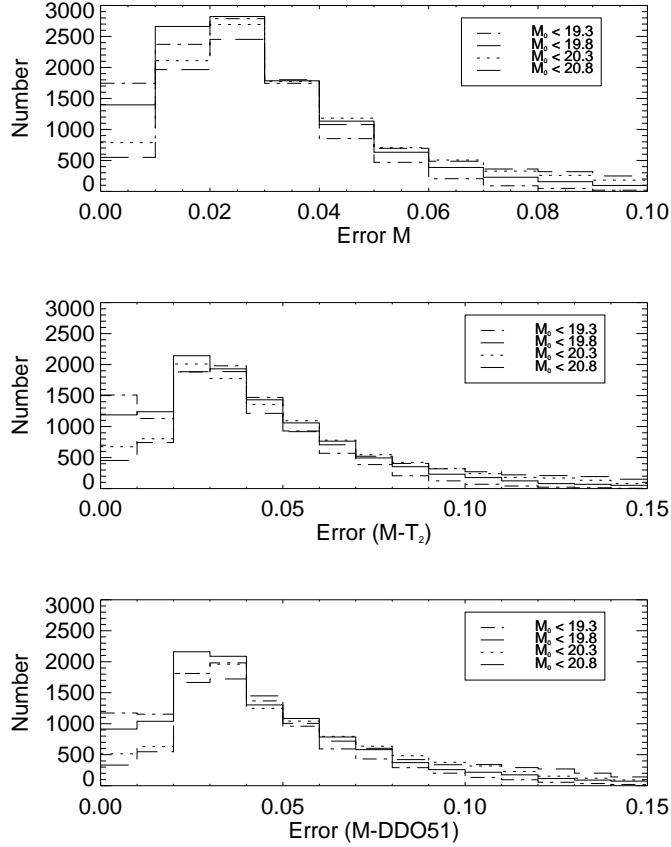 3000
2500
2000
1500
1000
500
0
Number
M₀ < 19.3
M₀ < 19.8
M₀ < 20.3
M₀ < 20.8
0.00 0.02 0.04 0.06 0.08 0.10
Error M
3000
2500
2000
1500
1000
500
0
Number
M₀ < 19.3
M₀ < 19.8
M₀ < 20.3
M₀ < 20.8
0.00 0.05 0.10 0.15
Error (M-T₂)
3000
2500
2000
1500
1000
500
0
Number
M₀ < 19.3
M₀ < 19.8
M₀ < 20.3
M₀ < 20.8
0.00 0.05 0.10 0.15
Error (M-DDO51)